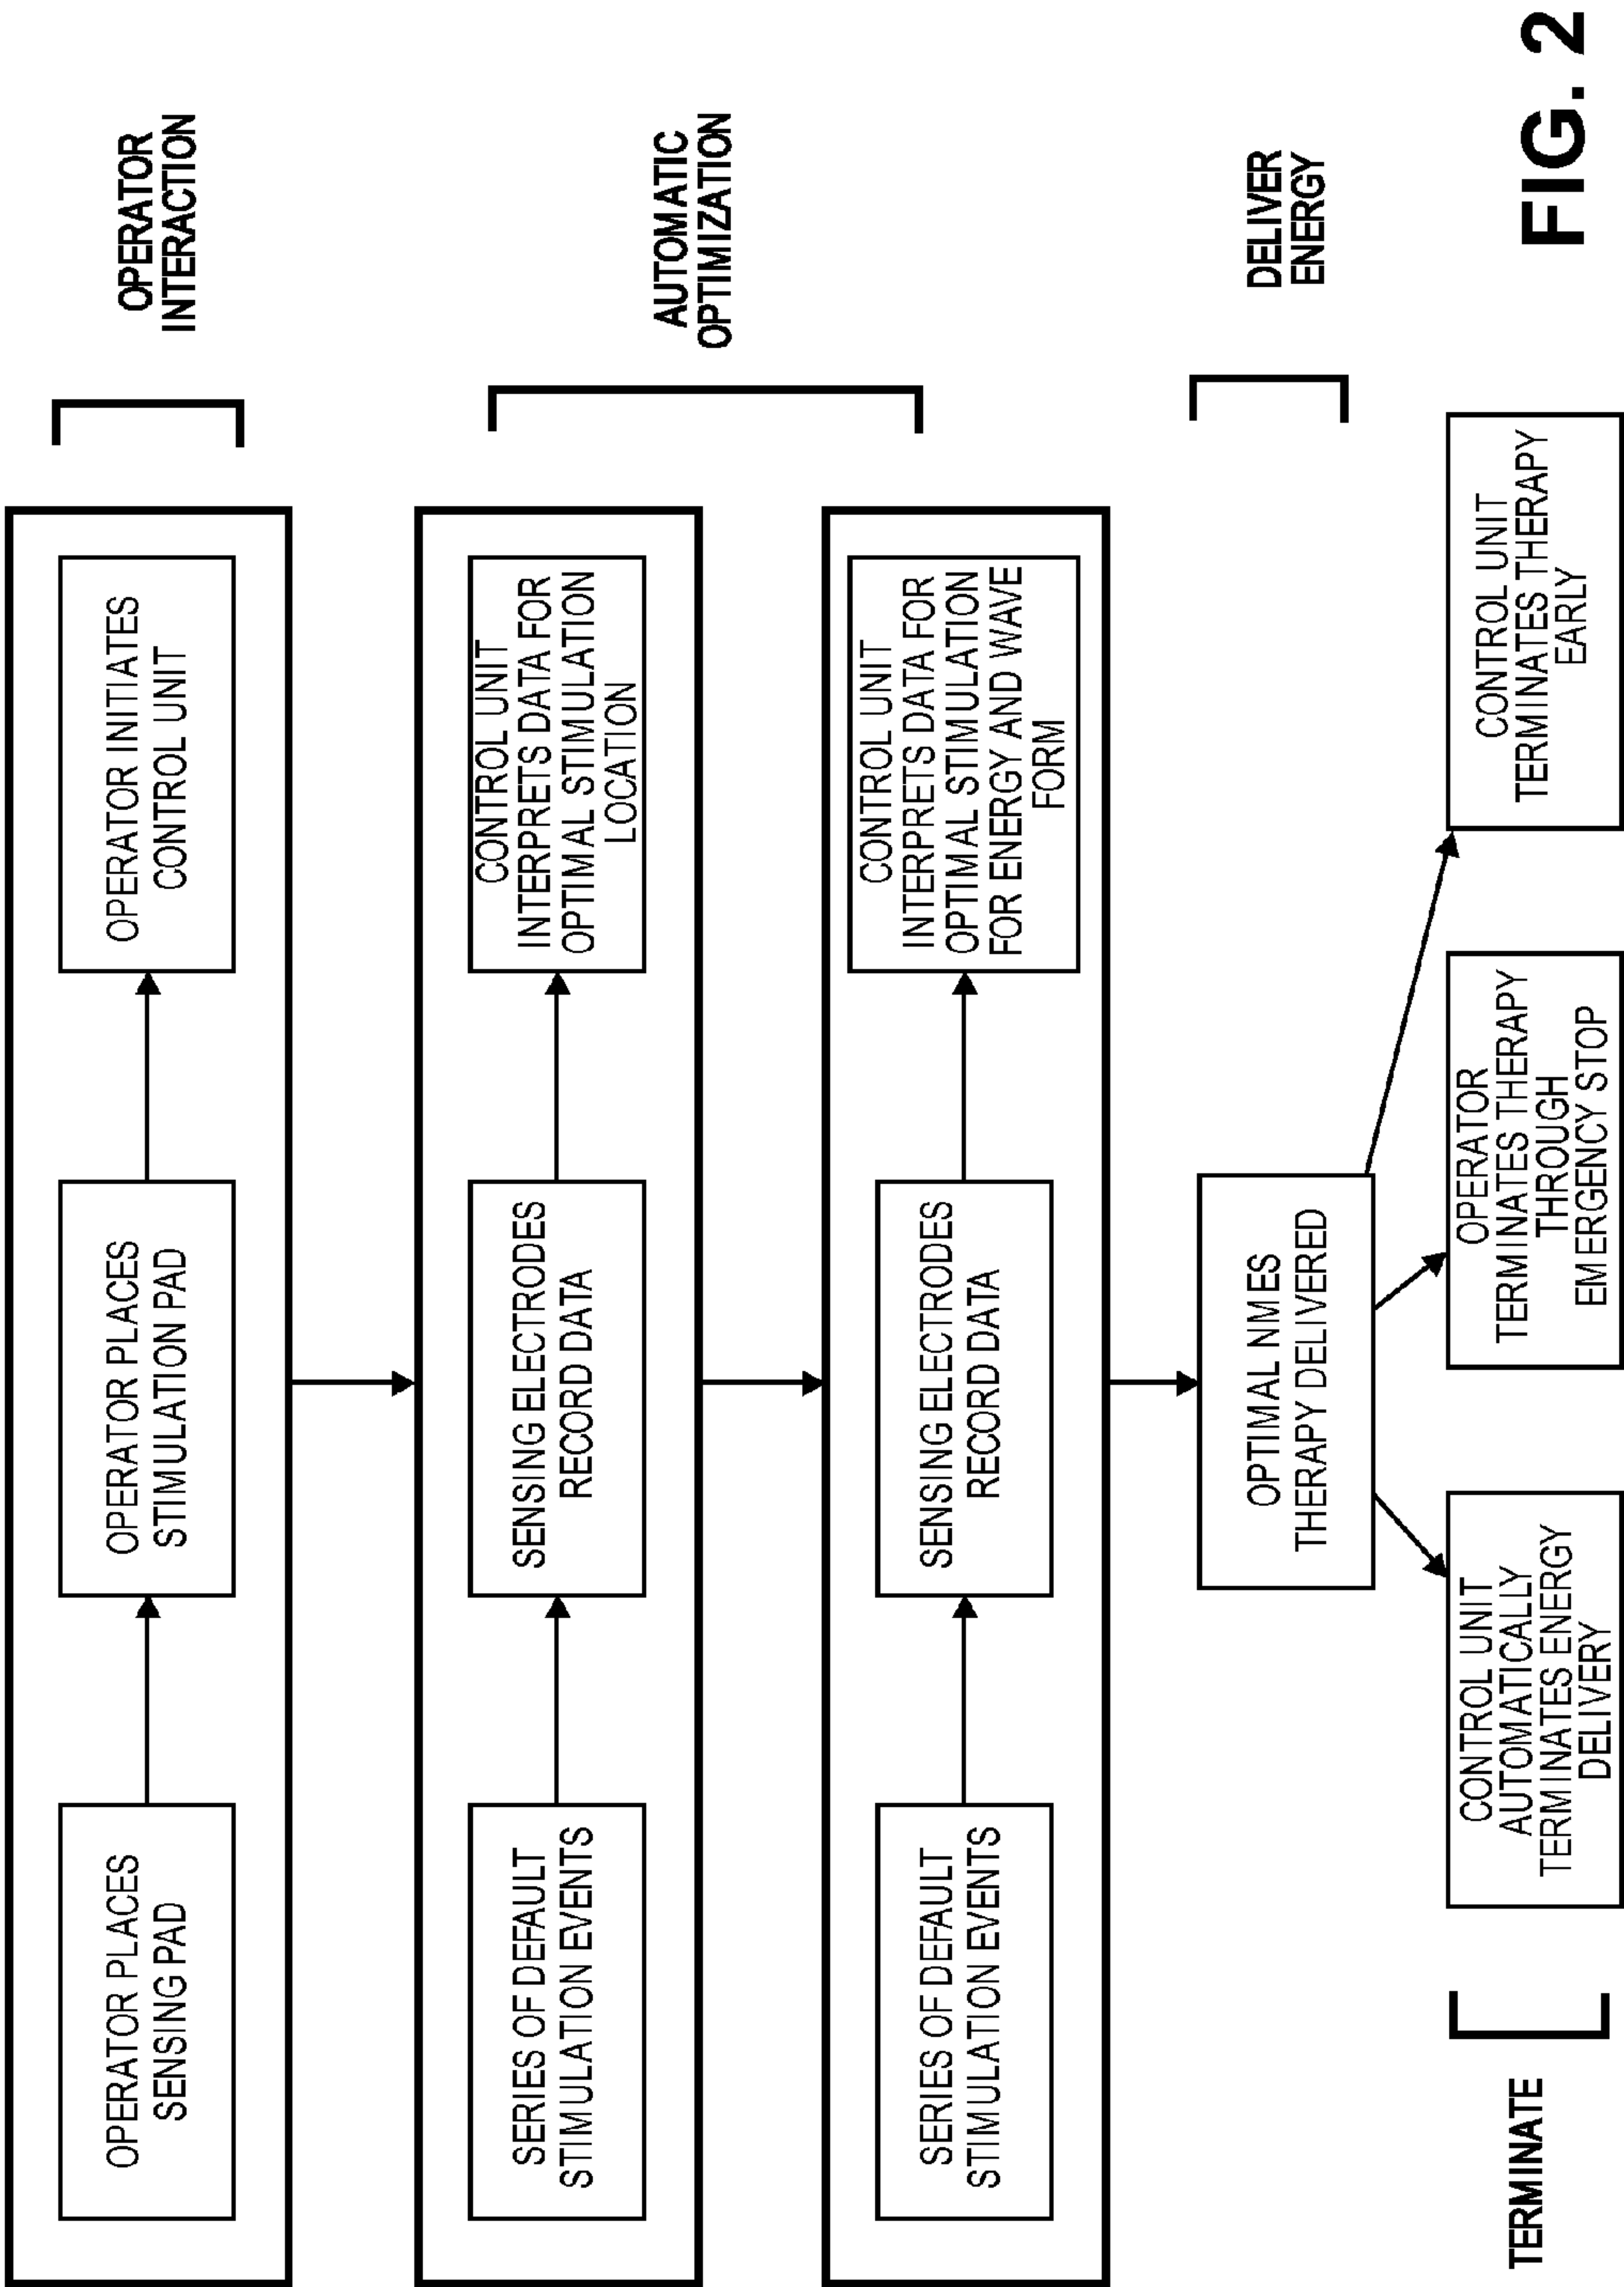 OPERATOR PLACES
SENSING PAD
OPERATOR PLACES
STIMULATION PAD
OPERATOR INITIATES
CONTROL UNIT
OPERATOR
INTERACTION
SERIES OF DEFAULT
STIMULATION EVENTS
SENSING ELECTRODES
RECORD DATA
CONTROL UNIT
INTERPRETS DATA FOR
OPTIMAL STIMULATION
LOCATION
AUTOMATIC
OPTIMIZATION
SERIES OF DEFAULT
STIMULATION EVENTS
SENSING ELECTRODES
RECORD DATA
CONTROL UNIT
INTERPRETS DATA FOR
OPTIMAL STIMULATION
FOR ENERGY AND WAVE
FORM
OPTIMAL NMES
THERAPY DELIVERED
DELIVER
ENERGY
TERMINATE
CONTROL UNIT
AUTOMATICALLY
TERMINATES ENERGY
DELIVERY
OPERATOR
TERMINATES THERAPY
THROUGH
EMERGENCY STOP
CONTROL UNIT
TERMINATES THERAPY
EARLY
FIG. 2